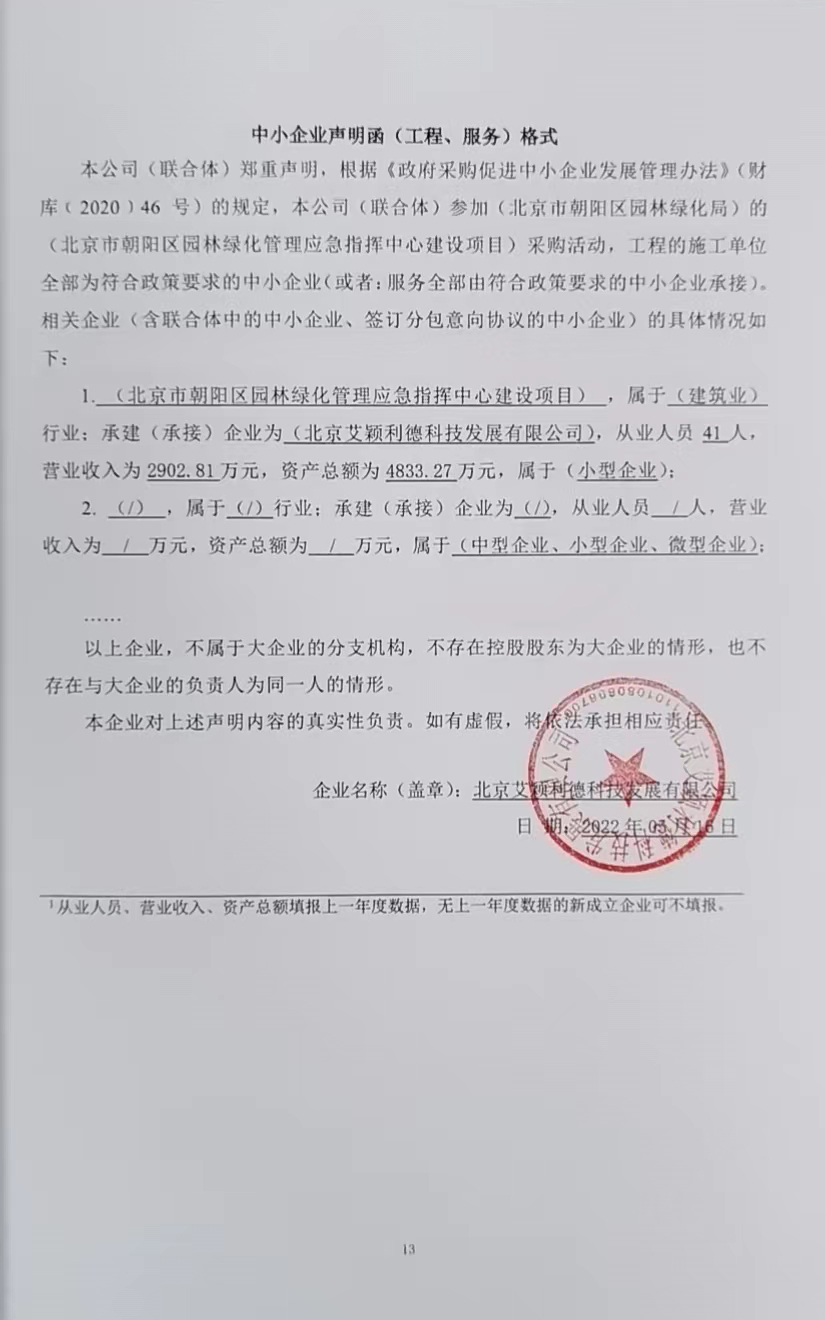 中小企业声明函（工程、服务）格式
本公司（联合体）郑重声明，根据《政府采购促进中小企业发展管理办法》（财
库﹝2020﹞46 号）的规定，本公司（联合体）参加（北京市朝阳区园林绿化局）的
（北京市朝阳区园林绿化管理应急指挥中心建设项目）采购活动，工程的施工单位
全部为符合政策要求的中小企业（或者：服务全部由符合政策要求的中小企业承接）。
相关企业（含联合体中的中小企业、签订分包意向协议的中小企业）的具体情况如
下：
1. （北京市朝阳区园林绿化管理应急指挥中心建设项目） ，属于（建筑业）
行业；承建（承接）企业为（北京艾颖利德科技发展有限公司），从业人员 41 人，
营业收入为 2902.81 万元，资产总额为 4833.27 万元，属于（小型企业）；
2. （/） ，属于（/）行业；承建（承接）企业为（/），从业人员 / 人，营业
收入为 / 万元，资产总额为 / 万元，属于（中型企业、小型企业、微型企业）；
……
以上企业，不属于大企业的分支机构，不存在控股股东为大企业的情形，也不
存在与大企业的负责人为同一人的情形。
本企业对上述声明内容的真实性负责。如有虚假，将依法承担相应责任
企业名称（盖章）：北京艾颖利德科技发展有限公司
日 期：2022 年 05 月 16 日
北京艾颖利德科技发展有限公司
1从业人员、营业收入、资产总额填报上一年度数据，无上一年度数据的新成立企业可不填报。
13